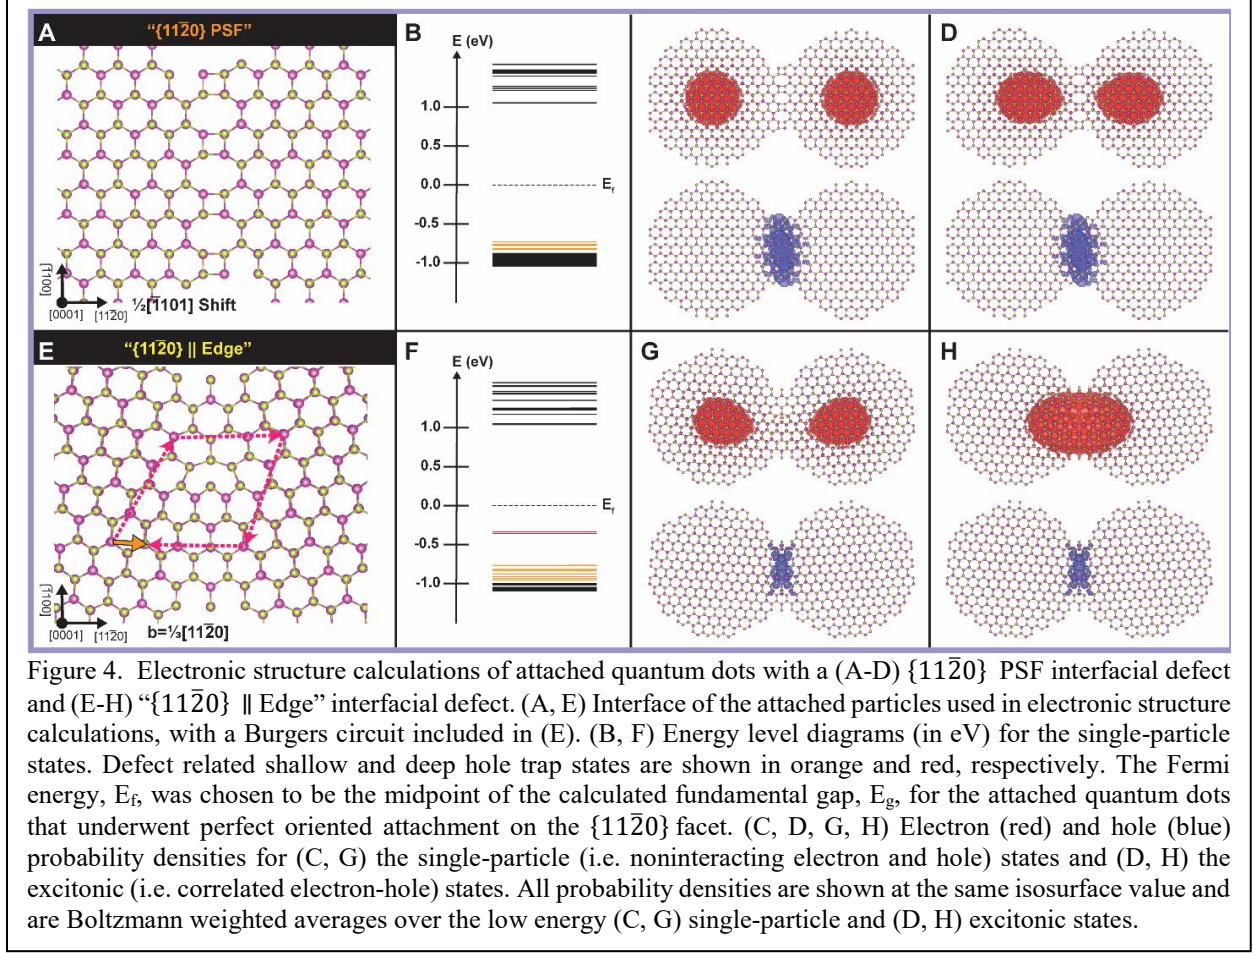 A
“{112̅0} PSF”
[1̅100]
[0001] [112̅0]
½[1̅101] Shift
B
E (eV)
1.0
0.5
0.0
-0.5
-1.0
E_f
D
E
“{112̅0} || Edge”
[1̅100]
[0001] [112̅0]
b=⅓[112̅0]
F
E (eV)
1.0
0.5
0.0
-0.5
-1.0
E_f
G
H
Figure 4. Electronic structure calculations of attached quantum dots with a (A-D) {112̅0} PSF interfacial defect
and (E-H) “{112̅0} || Edge” interfacial defect. (A, E) Interface of the attached particles used in electronic structure
calculations, with a Burgers circuit included in (E). (B, F) Energy level diagrams (in eV) for the single-particle
states. Defect related shallow and deep hole trap states are shown in orange and red, respectively. The Fermi
energy, E_f, was chosen to be the midpoint of the calculated fundamental gap, E_g, for the attached quantum dots
that underwent perfect oriented attachment on the {112̅0} facet. (C, D, G, H) Electron (red) and hole (blue)
probability densities for (C, G) the single-particle (i.e. noninteracting electron and hole) states and (D, H) the
excitonic (i.e. correlated electron-hole) states. All probability densities are shown at the same isosurface value and
are Boltzmann weighted averages over the low energy (C, G) single-particle and (D, H) excitonic states.